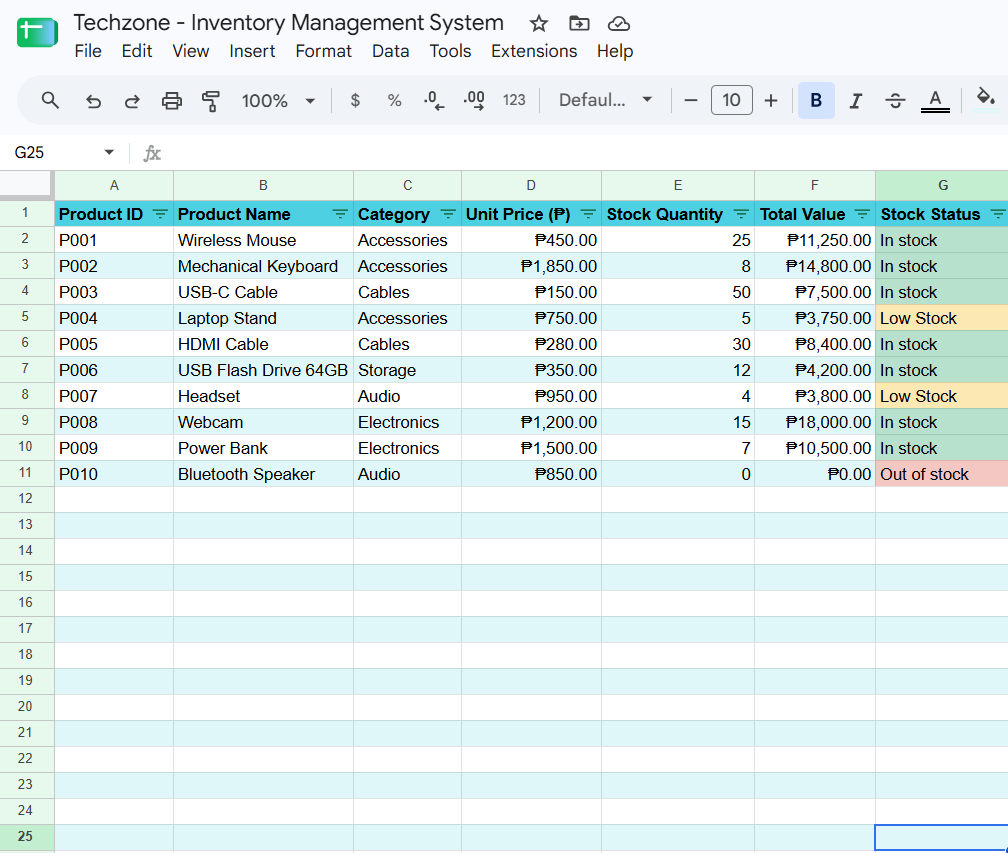 Techzone - Inventory Management System
File Edit View Insert Format Data Tools Extensions Help
100% $ % .0 .00 123 Defaul... − 10 + B I S A
G25 fx
A B C D E F G
1 Product ID Product Name Category Unit Price (₱) Stock Quantity Total Value Stock Status
2 P001 Wireless Mouse Accessories ₱450.00 25 ₱11,250.00 In stock
3 P002 Mechanical Keyboard Accessories ₱1,850.00 8 ₱14,800.00 In stock
4 P003 USB-C Cable Cables ₱150.00 50 ₱7,500.00 In stock
5 P004 Laptop Stand Accessories ₱750.00 5 ₱3,750.00 Low Stock
6 P005 HDMI Cable Cables ₱280.00 30 ₱8,400.00 In stock
7 P006 USB Flash Drive 64GB Storage ₱350.00 12 ₱4,200.00 In stock
8 P007 Headset Audio ₱950.00 4 ₱3,800.00 Low Stock
9 P008 Webcam Electronics ₱1,200.00 15 ₱18,000.00 In stock
10 P009 Power Bank Electronics ₱1,500.00 7 ₱10,500.00 In stock
11 P010 Bluetooth Speaker Audio ₱850.00 0 ₱0.00 Out of stock
12
13
14
15
16
17
18
19
20
21
22
23
24
25